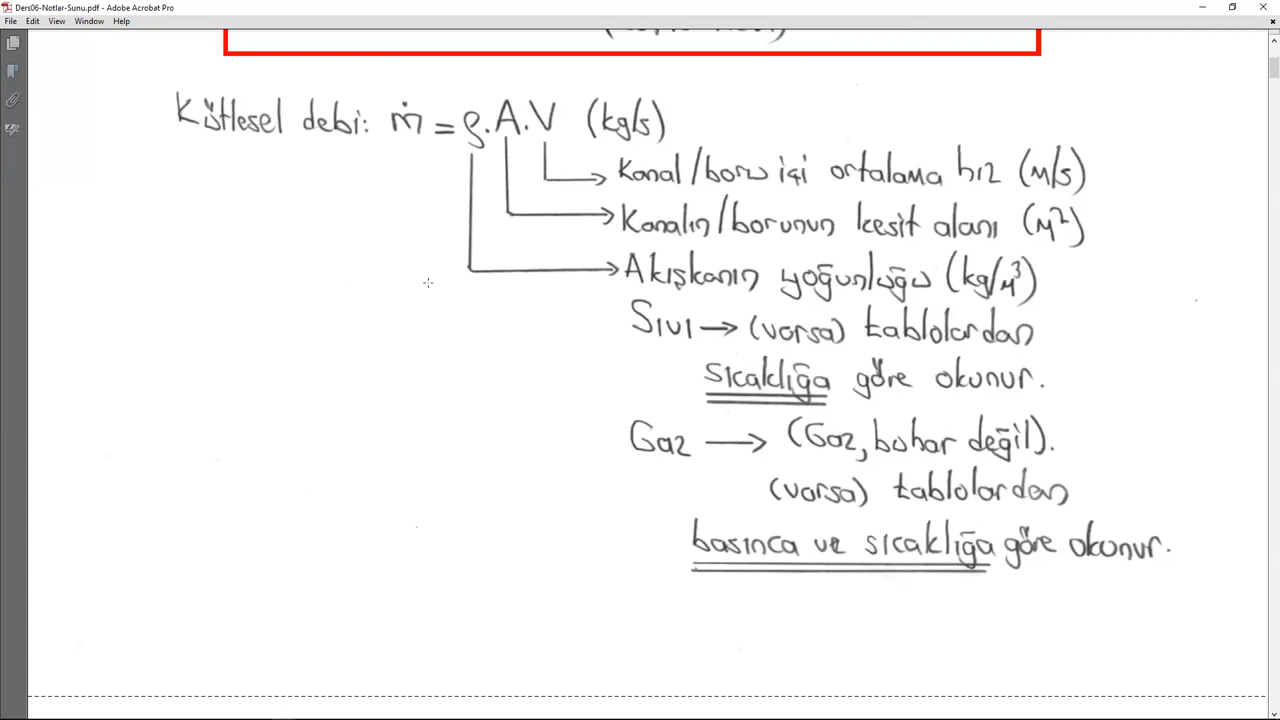 Ders06-Notlar-Sunu.pdf - Adobe Acrobat Pro
File Edit View Window Help
Kütlesel debi: ṁ = ρ.A.V (kg/s)
Kanal/boru içi ortalama hız (m/s)
Kanalın/borunun kesit alanı (m²)
Akışkanın yoğunluğu (kg/m³)
Sıvı → (varsa) tablolardan
sıcaklığa göre okunur.
Gaz → (Gaz, buhar değil).
(varsa) tablolardan
basınca ve sıcaklığa göre okunur.